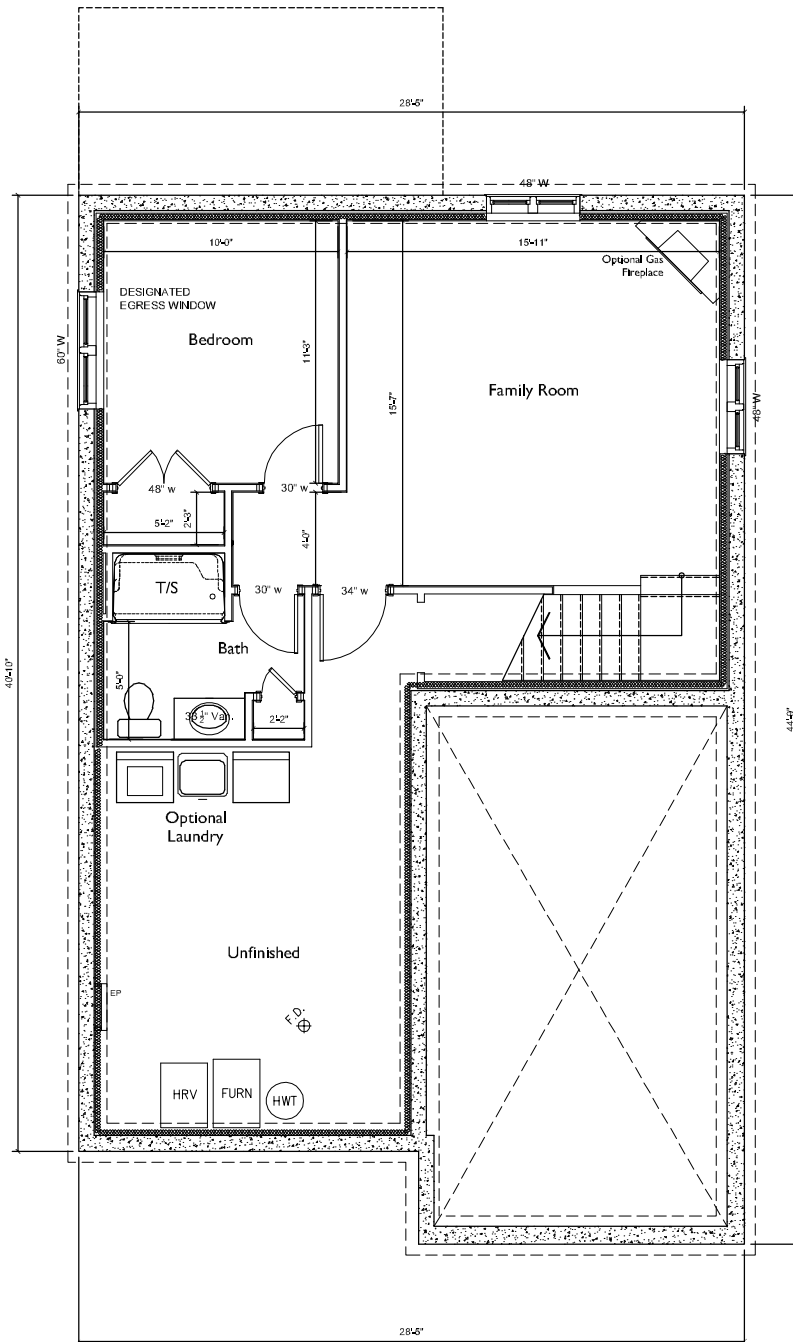 28'-5"
48" W
10'-0"
15'-11"
Optional Gas
Fireplace
DESIGNATED
EGRESS WINDOW
60" W
Bedroom
11'-3"
Family Room
15'-7"
48" W
48" w
30" w
5'-2"
2'-3"
4'-0"
T/S
30" w
34" w
Bath
5'-0"
2'-2"
40'-10"
Optional
Laundry
Unfinished
EP
F.D.
HRV
FURN
HWT
28'-5"